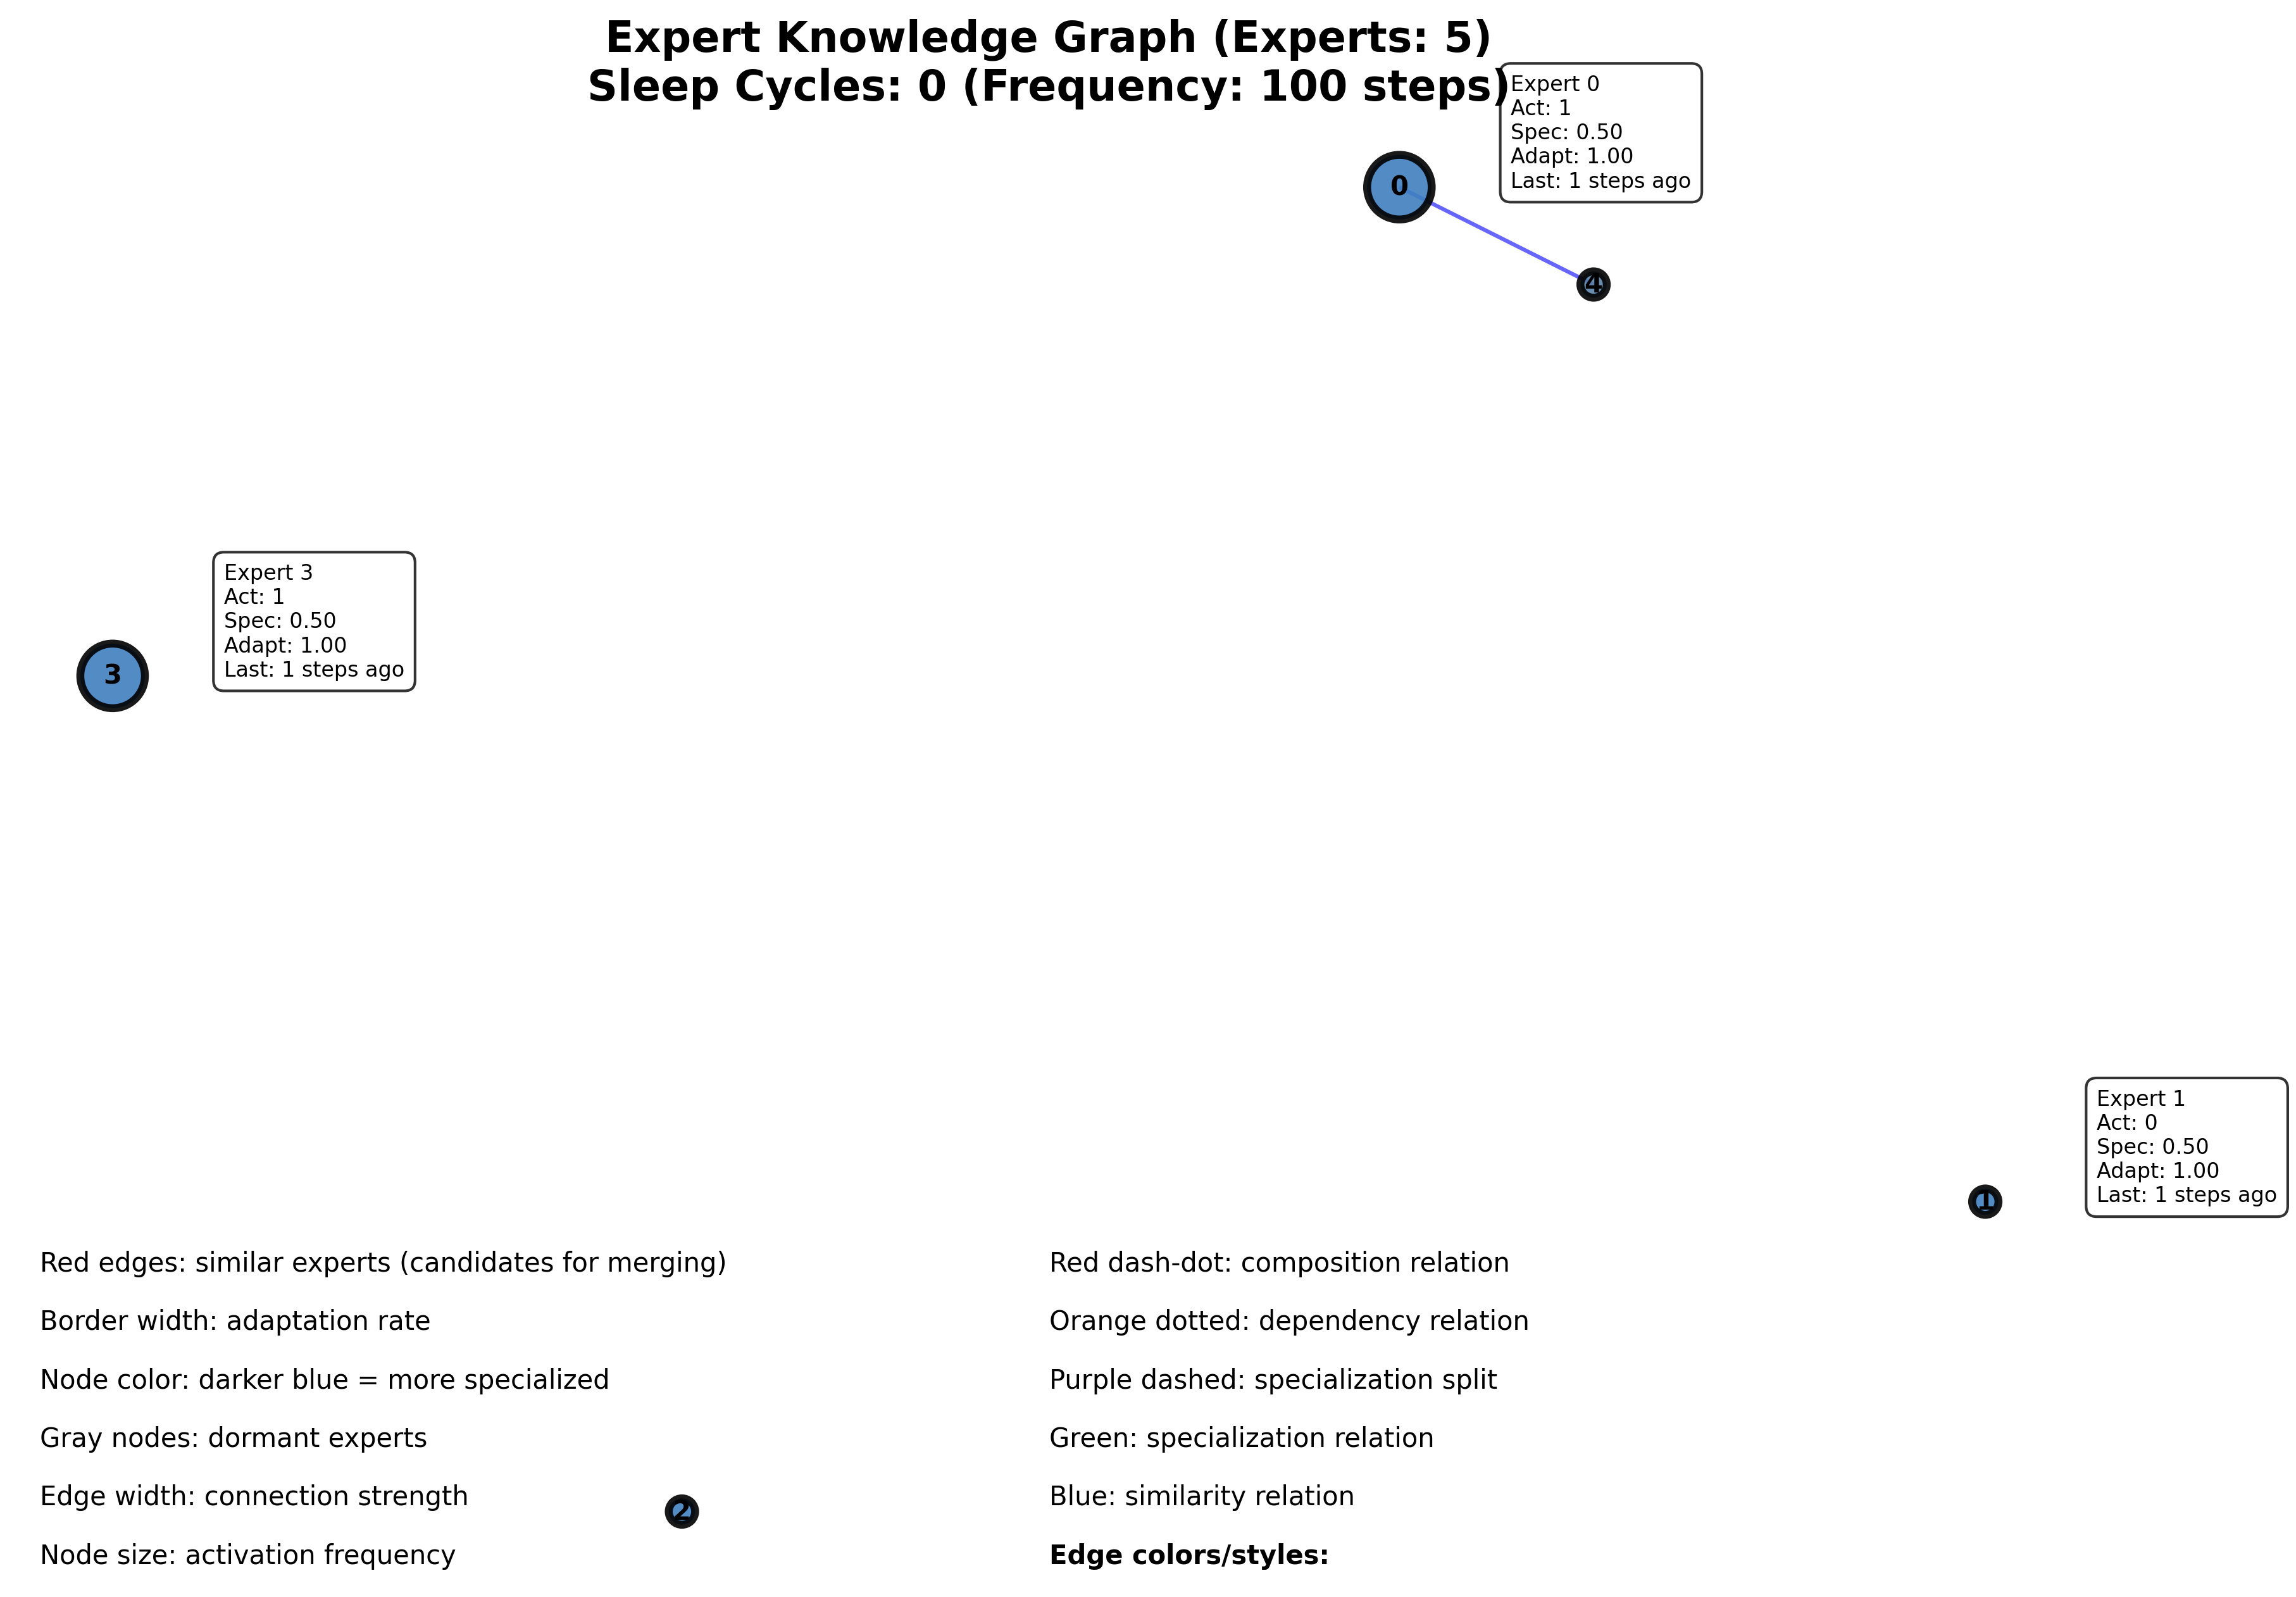 Expert Knowledge Graph (Experts: 5)
Sleep Cycles: 0 (Frequency: 100 steps)
Expert 0
Act: 1
Spec: 0.50
Adapt: 1.00
Last: 1 steps ago
0
4
Expert 3
Act: 1
Spec: 0.50
Adapt: 1.00
Last: 1 steps ago
3
Expert 1
Act: 0
Spec: 0.50
Adapt: 1.00
Last: 1 steps ago
1
Red edges: similar experts (candidates for merging)
Border width: adaptation rate
Node color: darker blue = more specialized
Gray nodes: dormant experts
Edge width: connection strength
2
Node size: activation frequency
Red dash-dot: composition relation
Orange dotted: dependency relation
Purple dashed: specialization split
Green: specialization relation
Blue: similarity relation
Edge colors/styles: